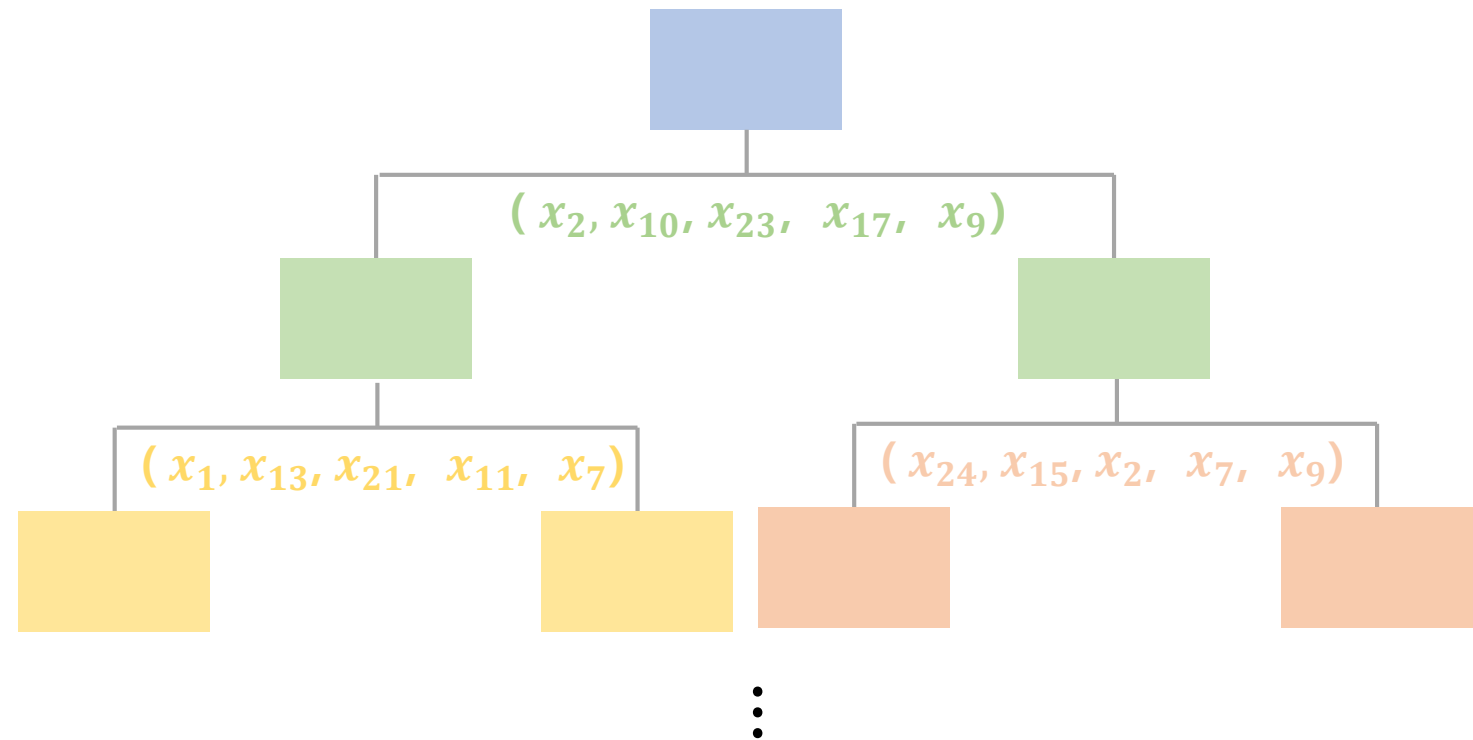 ( x₂, x₁₀, x₂₃, x₁₇, x₉)
( x₁, x₁₃, x₂₁, x₁₁, x₇)
( x₂₄, x₁₅, x₂, x₇, x₉)
⋮